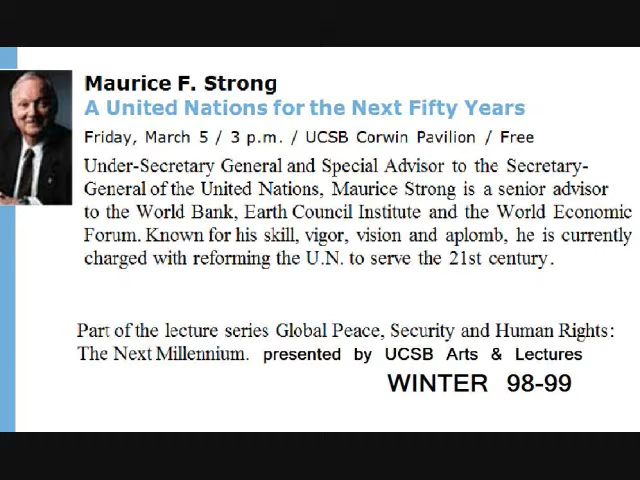 Maurice F. Strong
A United Nations for the Next Fifty Years
Friday, March 5 / 3 p.m. / UCSB Corwin Pavilion / Free
Under-Secretary General and Special Advisor to the Secretary-
General of the United Nations, Maurice Strong is a senior advisor
to the World Bank, Earth Council Institute and the World Economic
Forum. Known for his skill, vigor, vision and aplomb, he is currently
charged with reforming the U.N. to serve the 21st century.
Part of the lecture series Global Peace, Security and Human Rights:
The Next Millennium. presented by UCSB Arts & Lectures
WINTER 98-99